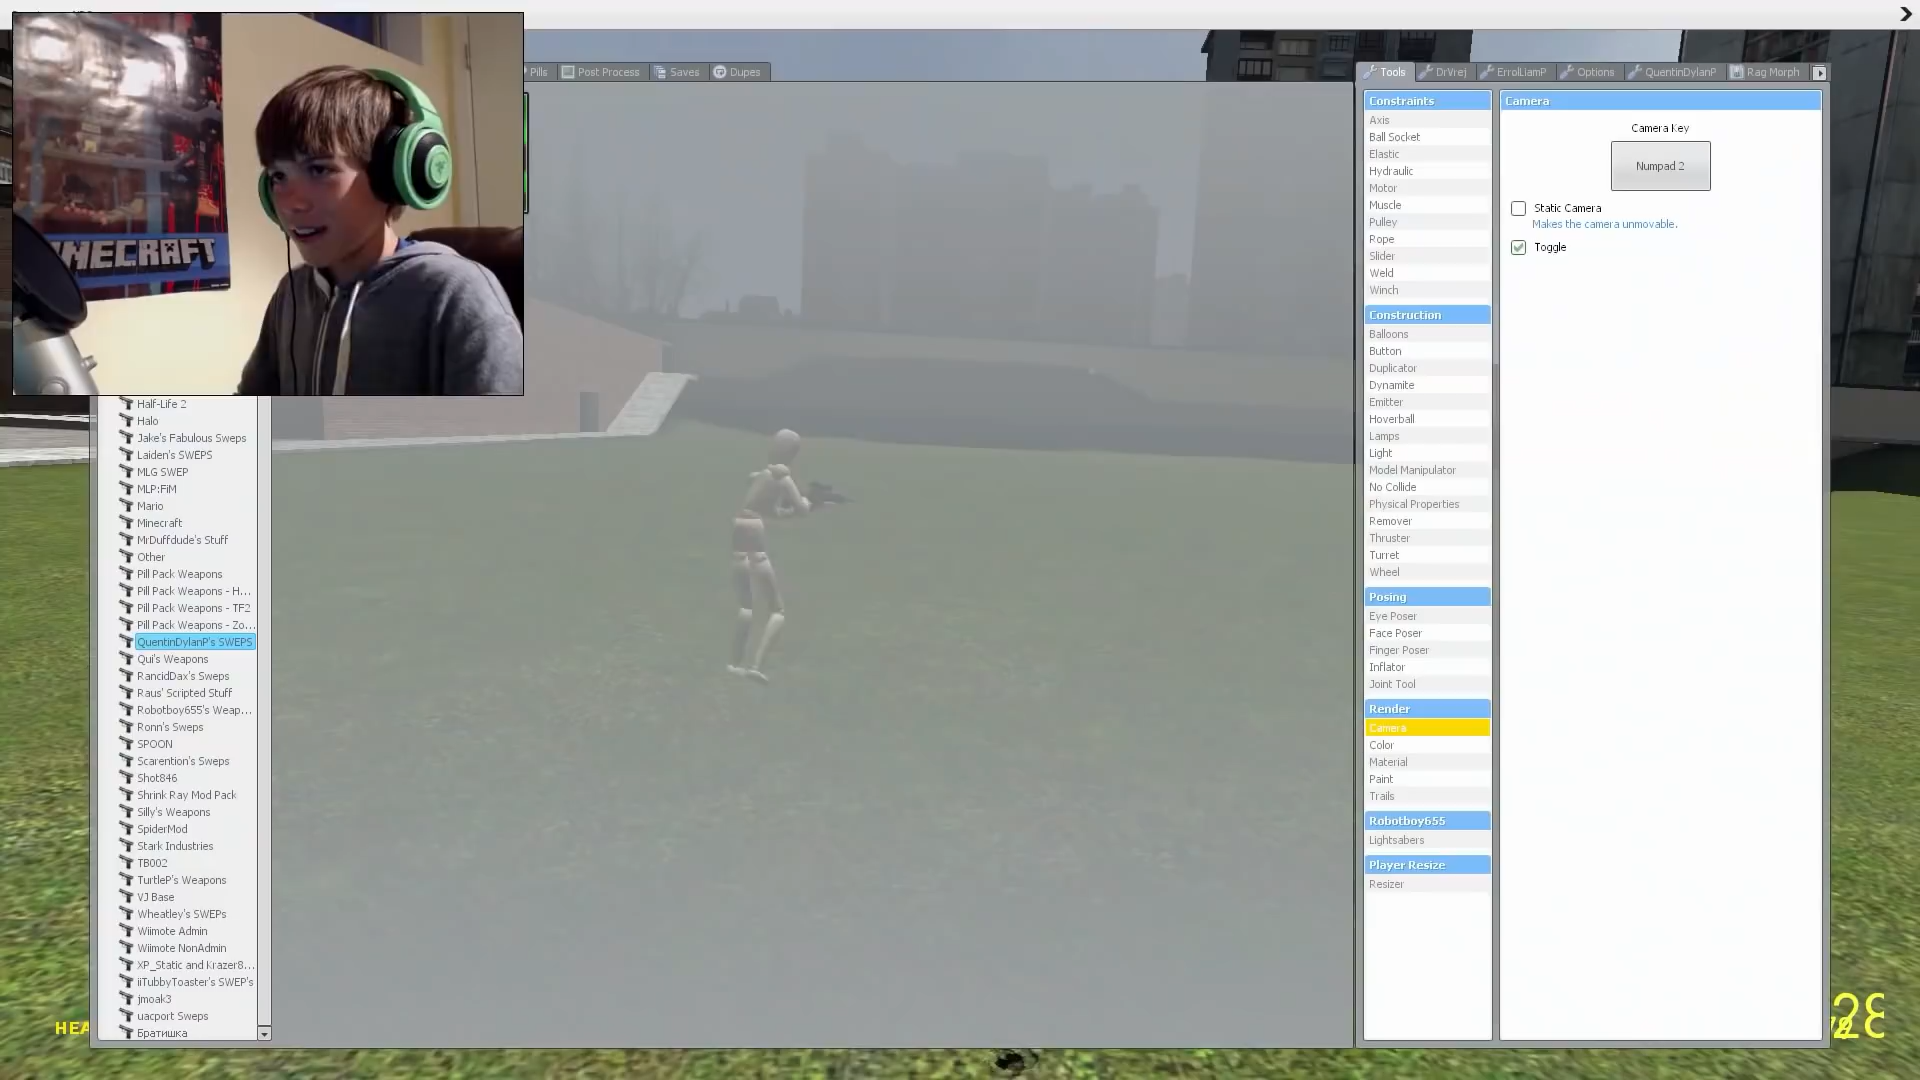 Pills
Post Process
Saves
Dupes
Tools
DrVrej
ErrolLiamP
Options
QuentinDylanP
Rag Morph
MINECRAFT
Half-Life 2
Halo
Jake's Fabulous Sweps
Laiden's SWEPS
MLG SWEP
MLP:FiM
Mario
Minecraft
MrDuffdude's Stuff
Other
Pill Pack Weapons
Pill Pack Weapons - H...
Pill Pack Weapons - TF2
Pill Pack Weapons - Zo...
QuentinDylanP's SWEPS
Qui's Weapons
RancidDax's Sweps
Raus' Scripted Stuff
Robotboy655's Weap...
Ronn's Sweps
SPOON
Scarention's Sweps
Shot846
Shrink Ray Mod Pack
Silly's Weapons
SpiderMod
Stark Industries
TB002
TurtleP's Weapons
VJ Base
Wheatley's SWEPs
Wiimote Admin
Wiimote NonAdmin
XP_Static and Krazer8...
iiTubbyToaster's SWEP's
jmoak3
uacport Sweps
Братишка
HEA
Constraints
Axis
Ball Socket
Elastic
Hydraulic
Motor
Muscle
Pulley
Rope
Slider
Weld
Winch
Construction
Balloons
Button
Duplicator
Dynamite
Emitter
Hoverball
Lamps
Light
Model Manipulator
No Collide
Physical Properties
Remover
Thruster
Turret
Wheel
Posing
Eye Poser
Face Poser
Finger Poser
Inflator
Joint Tool
Render
Camera
Color
Material
Paint
Trails
Robotboy655
Lightsabers
Player Resize
Resizer
Camera
Camera Key
Numpad 2
Static Camera
Makes the camera unmovable.
Toggle
28